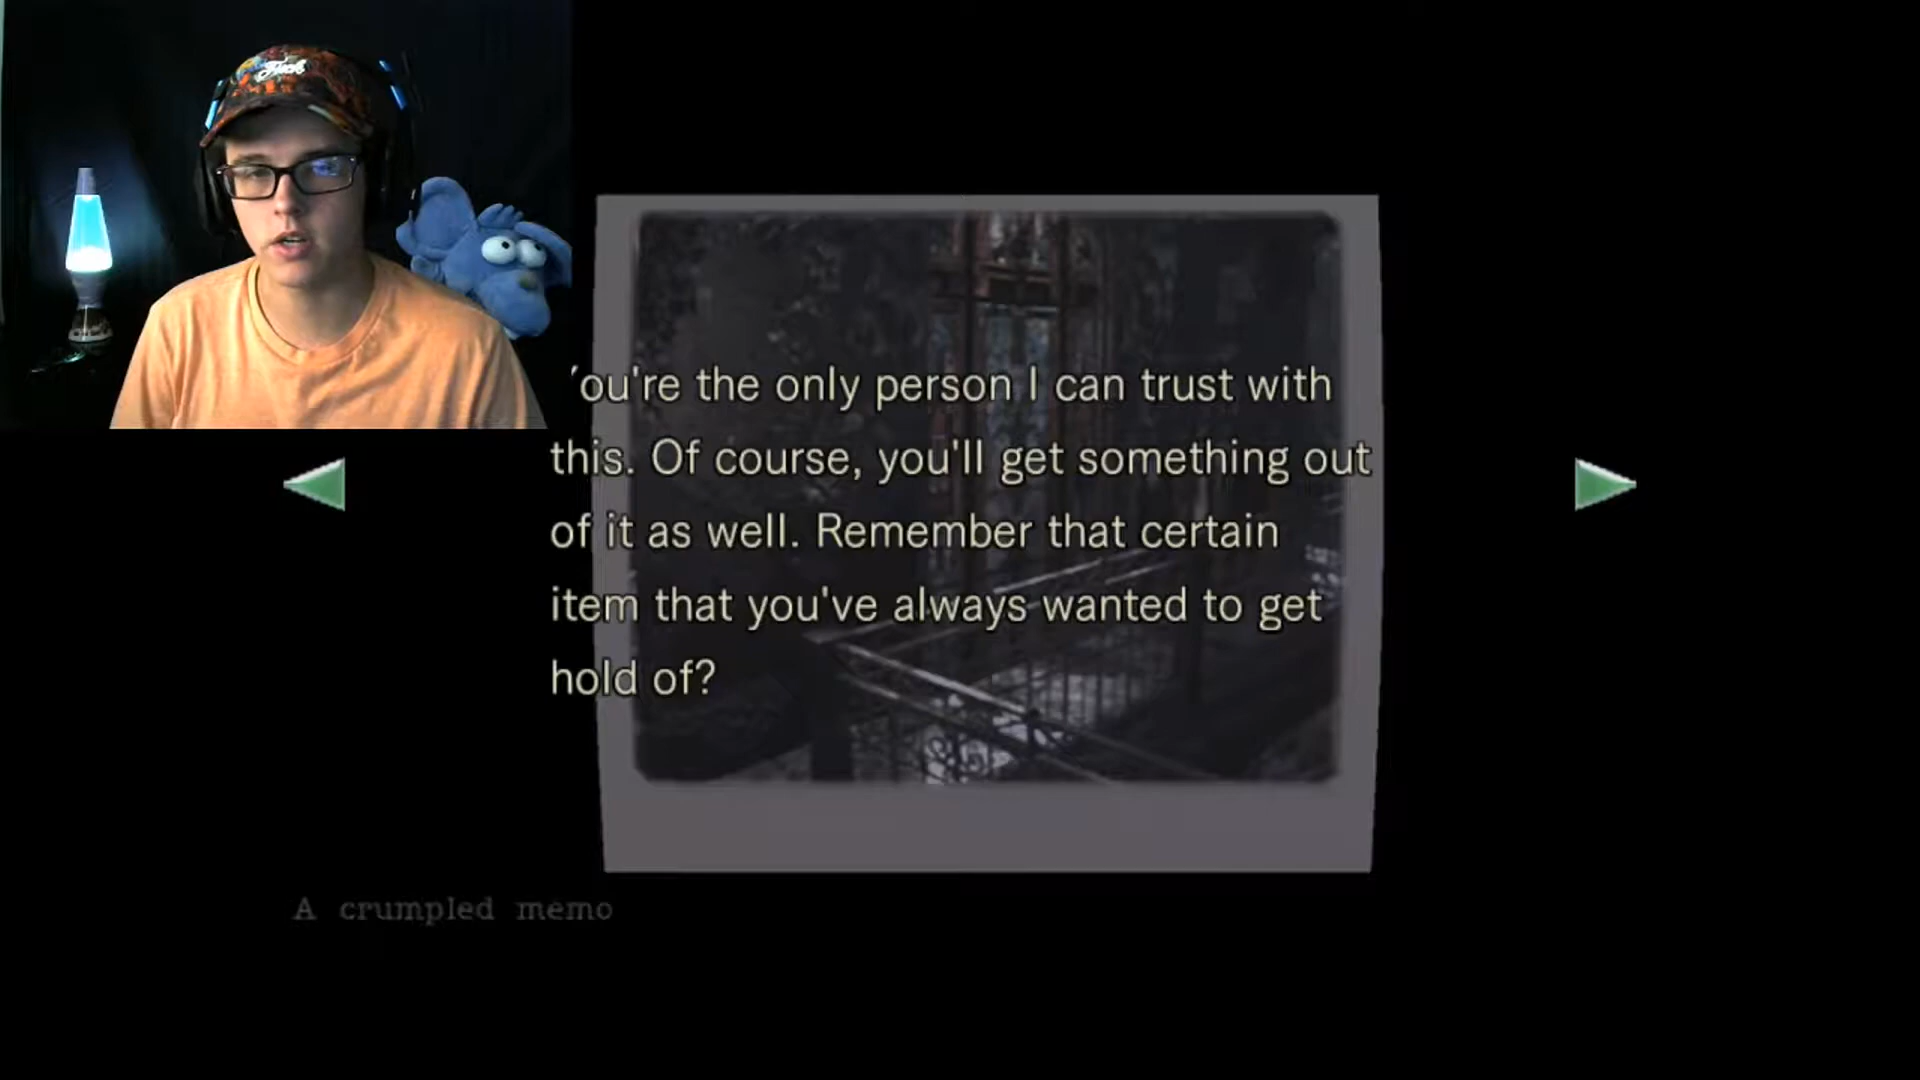 'ou're the only person I can trust with
this. Of course, you'll get something out
of it as well. Remember that certain
item that you've always wanted to get
hold of?
A crumpled memo